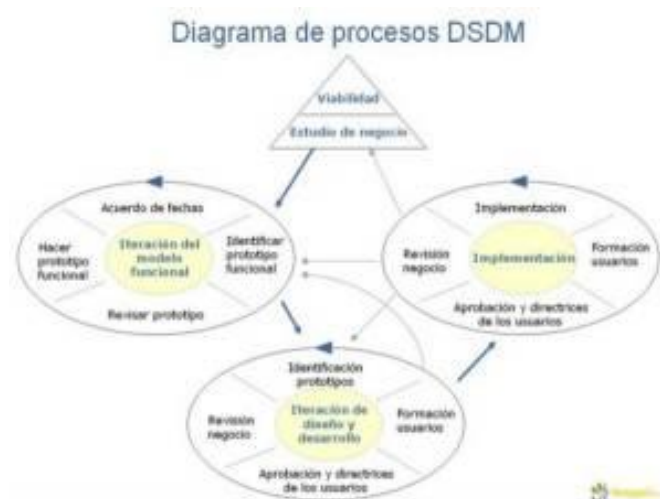 Diagrama de procesos DSDM
Viabilidad
Estudio de negocio
Acuerdo de fechas
Hacer
prototipo
funcional
Iteración del
modelo
funcional
Identificar
prototipo
funcional
Revisar prototipo
Implementación
Revisión
negocio
Implementación
Formación
usuarios
Aprobación y directrices
de los usuarios
Identificación
prototipos
Revisión
negocio
Iteración de
diseño y
desarrollo
Formación
usuarios
Aprobación y directrices
de los usuarios